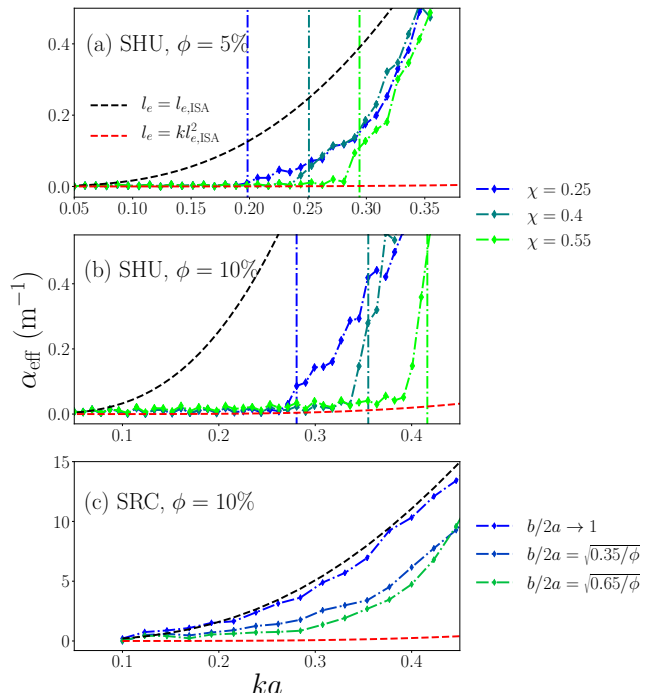 (a) SHU, ϕ = 5%
l_e = l_{e,ISA}
l_e = kl²_{e,ISA}
0.4
0.2
0.0
0.05 0.10 0.15 0.20 0.25 0.30 0.35
χ = 0.25
χ = 0.4
χ = 0.55
(b) SHU, ϕ = 10%
α_eff (m⁻¹)
0.4
0.2
0.0
0.1 0.2 0.3 0.4
(c) SRC, ϕ = 10%
15
10
5
0
0.1 0.2 0.3 0.4
ka
b/2a → 1
b/2a = √0.35/ϕ
b/2a = √0.65/ϕ